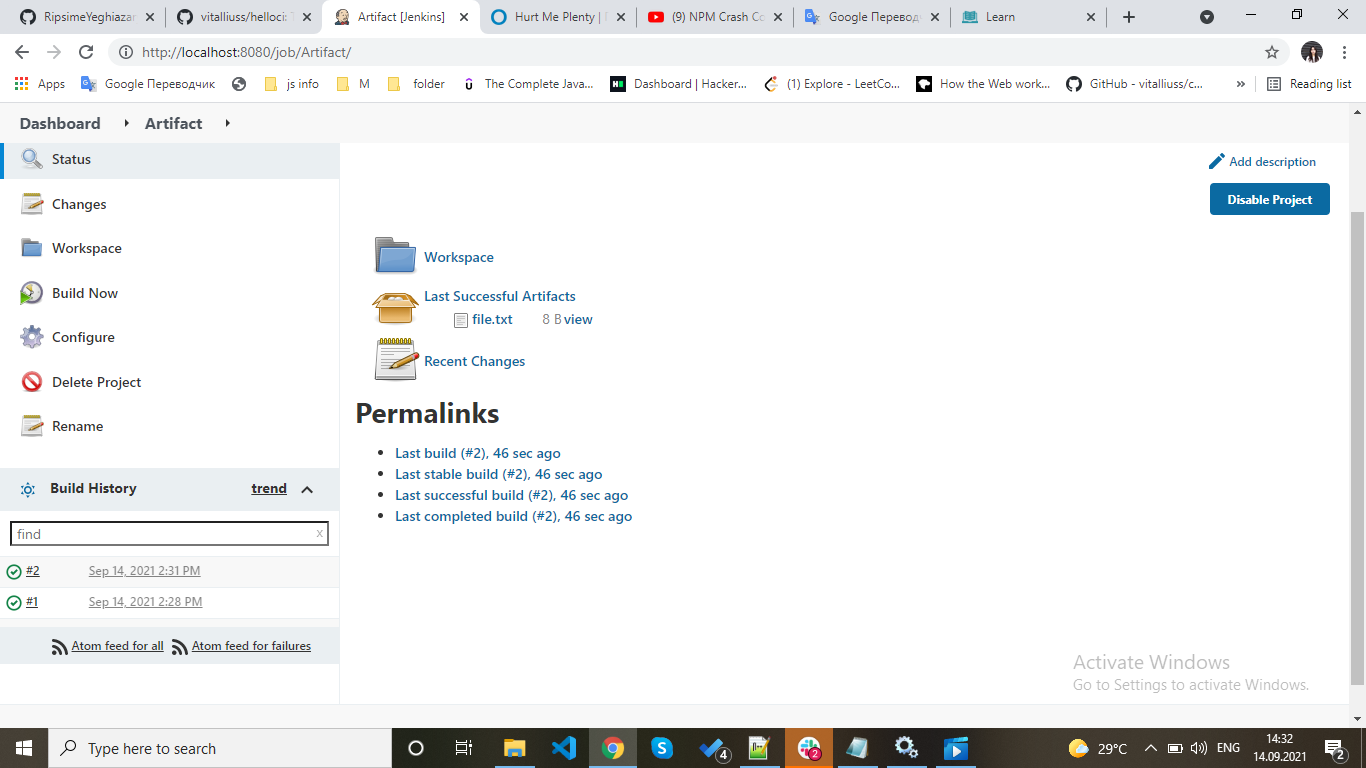 RipsimeYeghiazar
vitalliuss/helloci: T
Artifact [Jenkins]
Hurt Me Plenty |
(9) NPM Crash Co
Google Перевод
Learn
http://localhost:8080/job/Artifact/
Apps
Google Переводчик
js info
M
folder
The Complete Java...
Dashboard | Hacker...
(1) Explore - LeetCo...
How the Web work...
GitHub - vitalliuss/c...
»
Reading list
Dashboard
Artifact
Status
Changes
Workspace
Build Now
Configure
Delete Project
Rename
Build History
trend
find
x
#2
Sep 14, 2021 2:31 PM
#1
Sep 14, 2021 2:28 PM
Atom feed for all
Atom feed for failures
Add description
Disable Project
Workspace
Last Successful Artifacts
file.txt 8 B view
Recent Changes
Permalinks
Last build (#2), 46 sec ago
Last stable build (#2), 46 sec ago
Last successful build (#2), 46 sec ago
Last completed build (#2), 46 sec ago
Activate Windows
Go to Settings to activate Windows.
Type here to search
4
2
29°C
ENG
14:32
14.09.2021
2